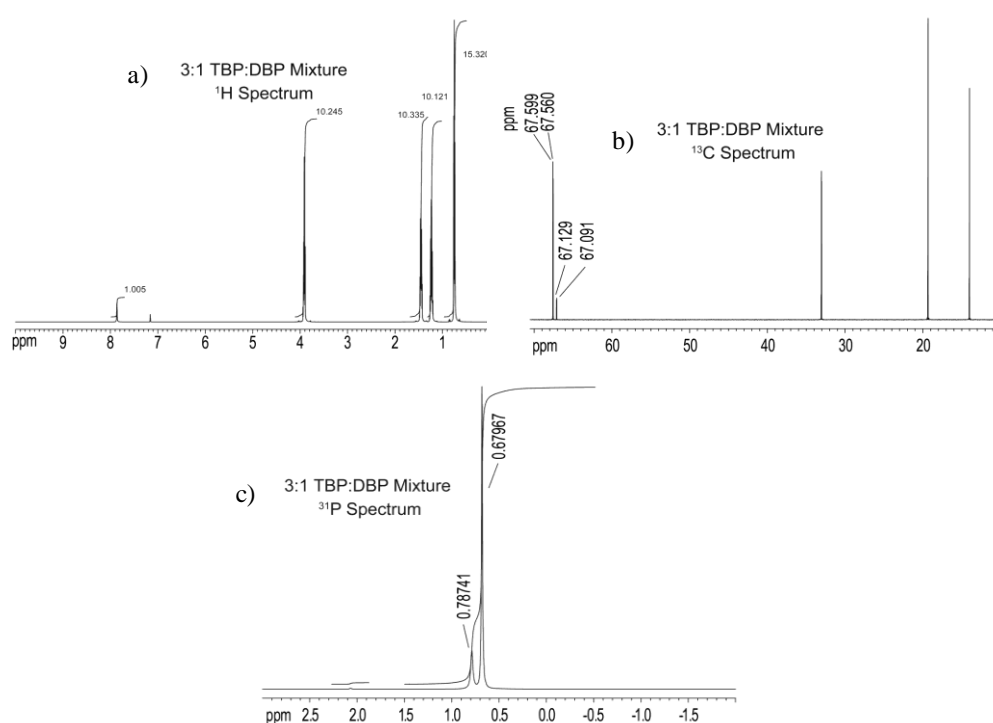 a)
3:1 TBP:DBP Mixture
¹H Spectrum
1.005
10.245
10.335
10.121
ppm 9 8 7 6 5 4 3 2 1
b)
3:1 TBP:DBP Mixture
¹³C Spectrum
ppm
67.599
67.560
67.129
67.091
ppm 60 50 40 30 20
c)
3:1 TBP:DBP Mixture
³¹P Spectrum
0.78741
0.67967
ppm 2.5 2.0 1.5 1.0 0.5 0.0 -0.5 -1.0 -1.5